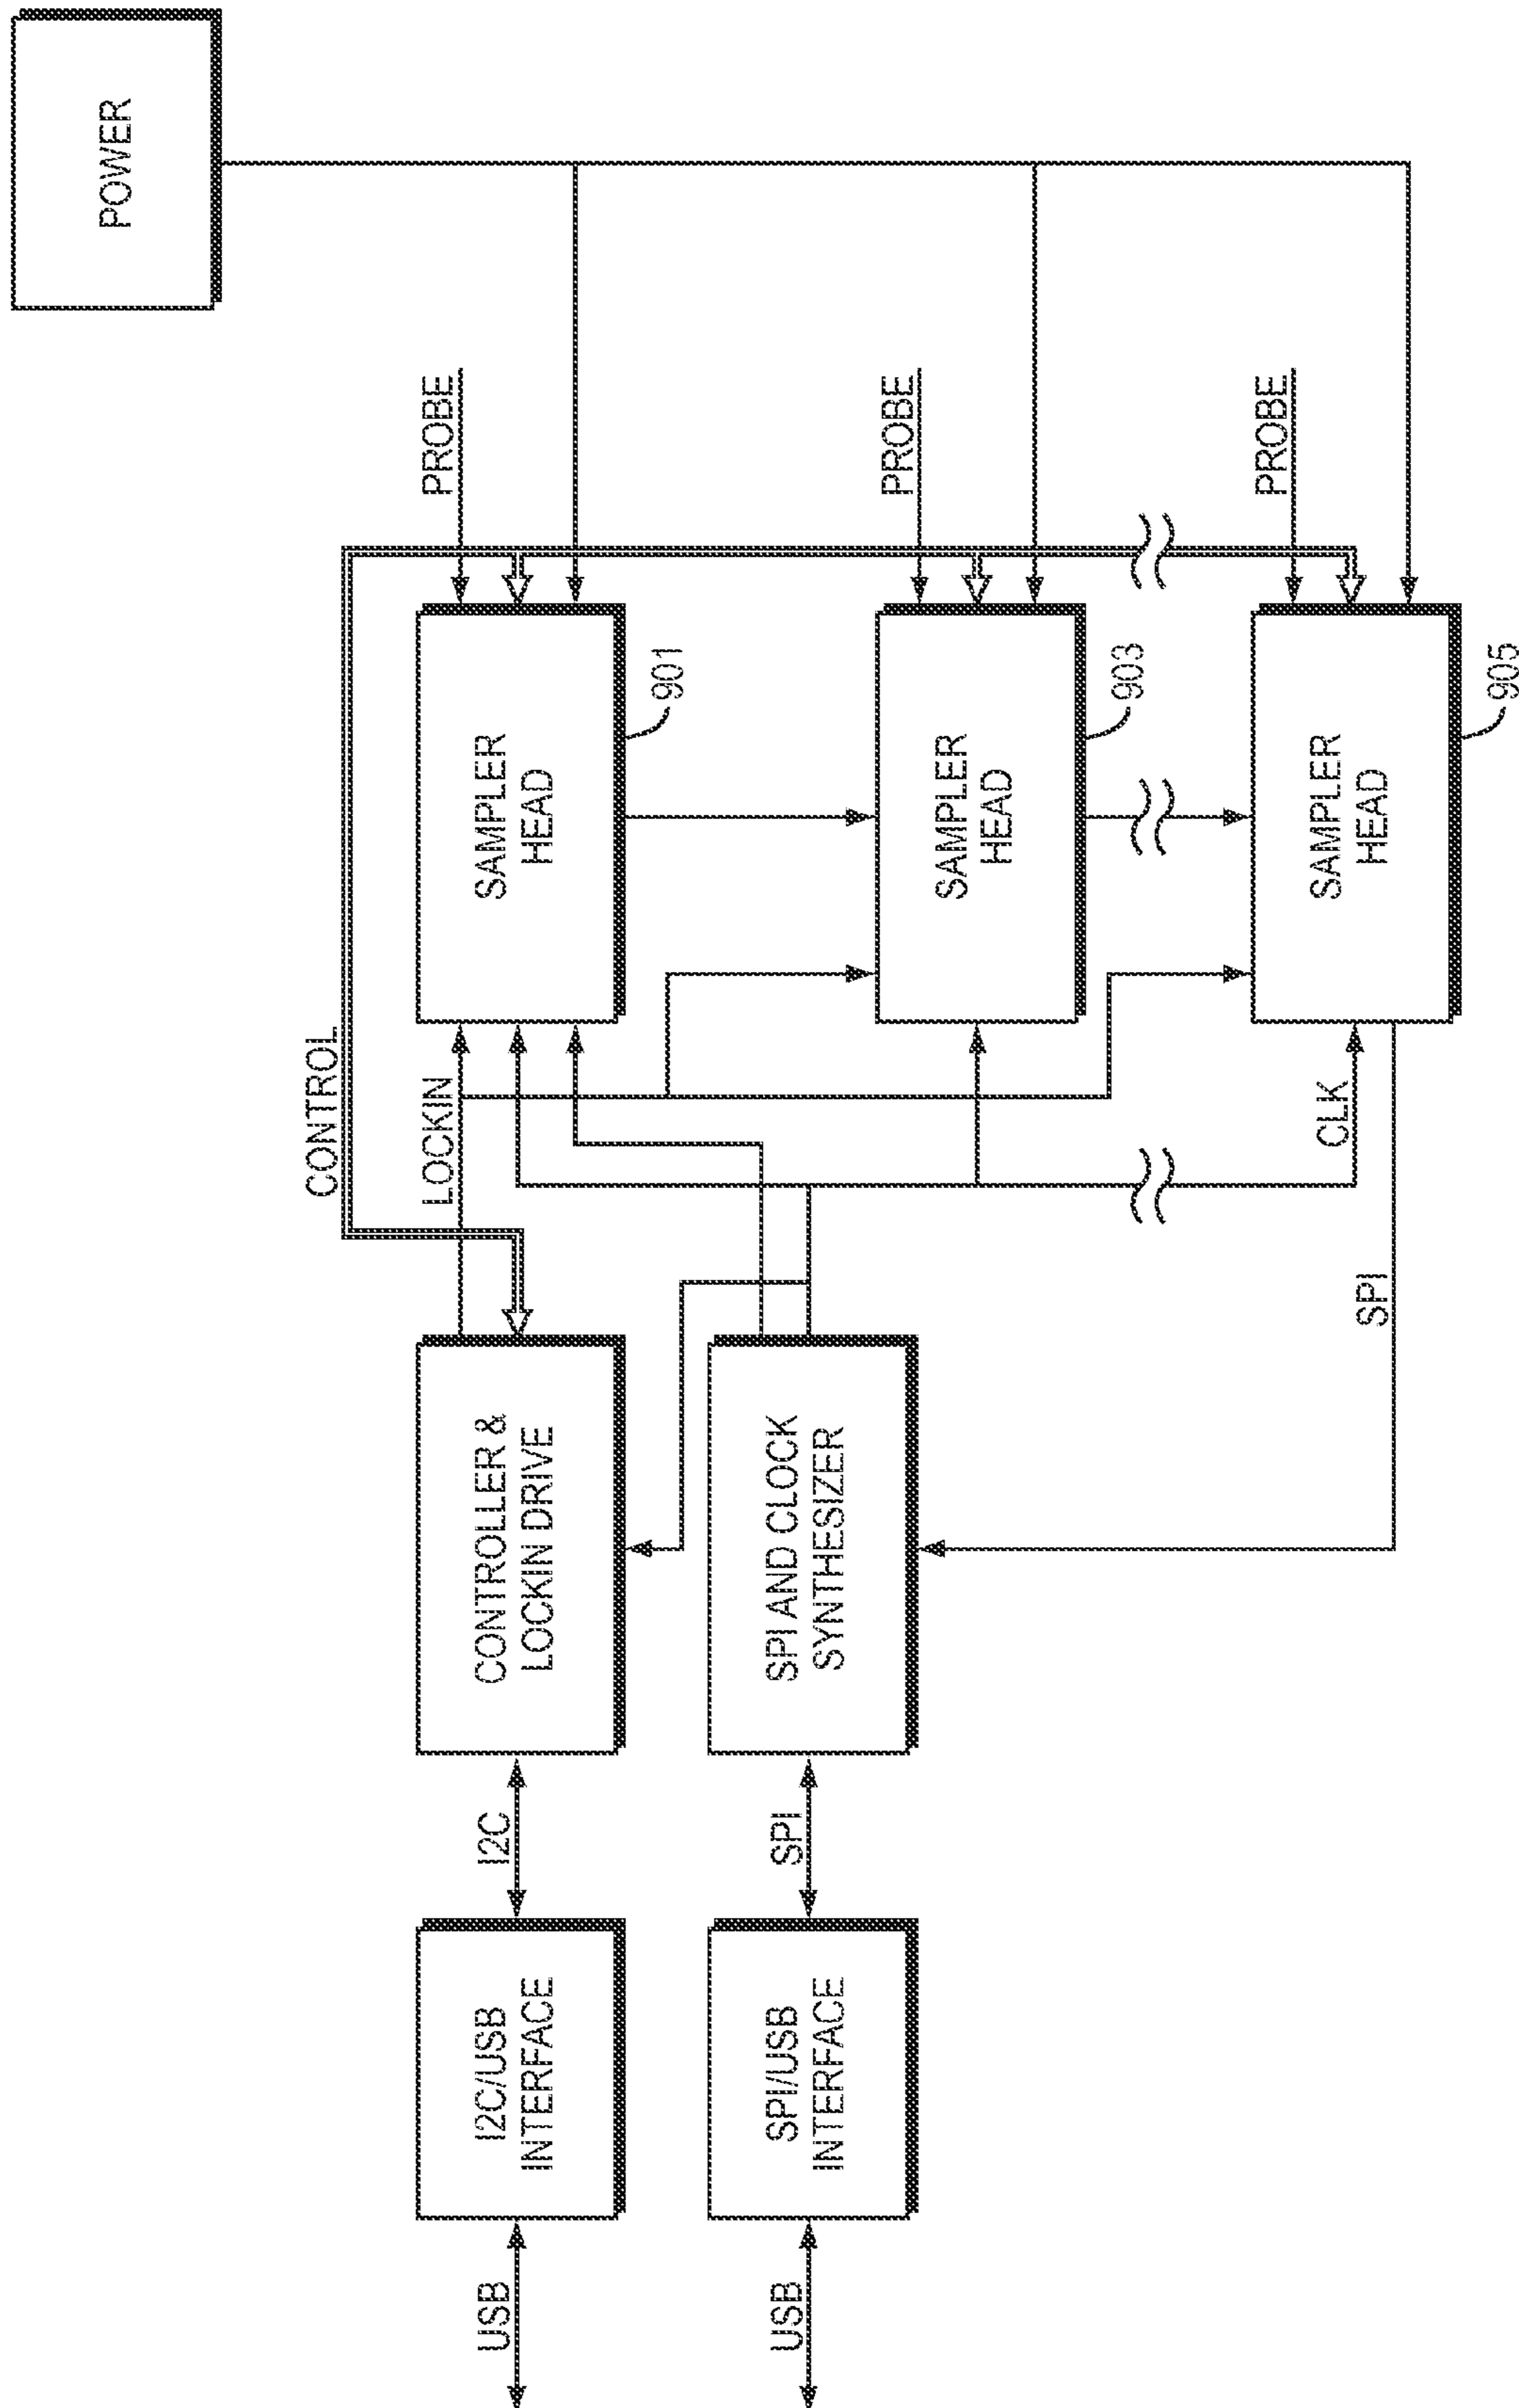 POWER
PROBE
PROBE
PROBE
CONTROL
LOCKIN
SAMPLER
HEAD
901
SAMPLER
HEAD
903
SAMPLER
HEAD
905
CLK
SPI
CONTROLLER &
LOCKIN DRIVE
SPI AND CLOCK
SYNTHESIZER
I2C
SPI
I2C/USB
INTERFACE
SPI/USB
INTERFACE
USB
USB